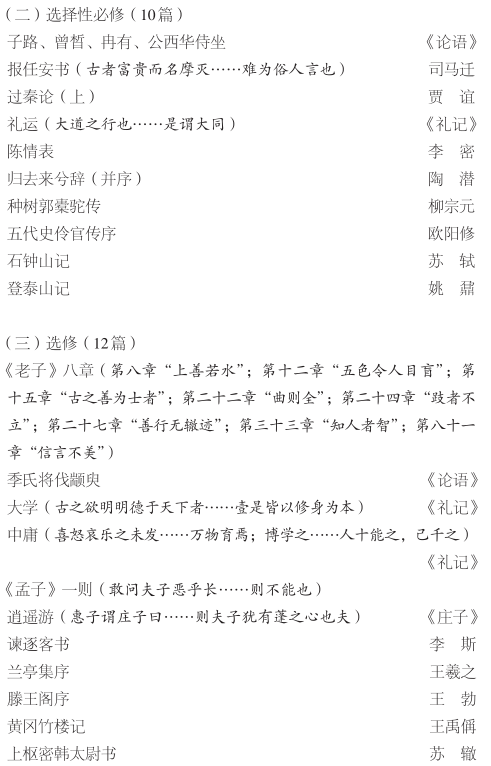 （二）选择性必修（10篇）
子路、曾皙、冉有、公西华侍坐 《论语》
报任安书（古者富贵而名摩灭……难为俗人言也） 司马迁
过秦论（上） 贾　谊
礼运（大道之行也……是谓大同） 《礼记》
陈情表 李　密
归去来兮辞（并序） 陶　潜
种树郭橐驼传 柳宗元
五代史伶官传序 欧阳修
石钟山记 苏　轼
登泰山记 姚　鼐
（三）选修（12篇）
《老子》八章（第八章“上善若水”；第十二章“五色令人目盲”；第
十五章“古之善为士者”；第二十二章“曲则全”；第二十四章“跂者不
立”；第二十七章“善行无辙迹”；第三十三章“知人者智”；第八十一
章“信言不美”）
季氏将伐颛臾 《论语》
大学（古之欲明明德于天下者……壹是皆以修身为本） 《礼记》
中庸（喜怒哀乐之未发……万物育焉；博学之……人十能之，己千之）
《礼记》
《孟子》一则（敢问夫子恶乎长……则不能也）
逍遥游（惠子谓庄子曰……则夫子犹有蓬之心也夫） 《庄子》
谏逐客书 李　斯
兰亭集序 王羲之
滕王阁序 王　勃
黄冈竹楼记 王禹偁
上枢密韩太尉书 苏　辙